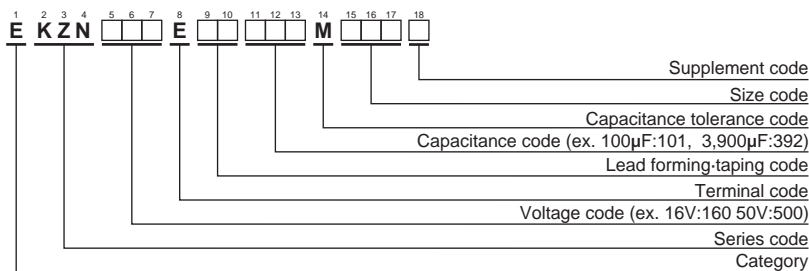 1 2 3 4 5 6 7 8 9 10 11 12 13 14 15 16 17 18
E K Z N E M
Supplement code
Size code
Capacitance tolerance code
Capacitance code (ex. 100μF:101, 3,900μF:392)
Lead forming·taping code
Terminal code
Voltage code (ex. 16V:160 50V:500)
Series code
Category